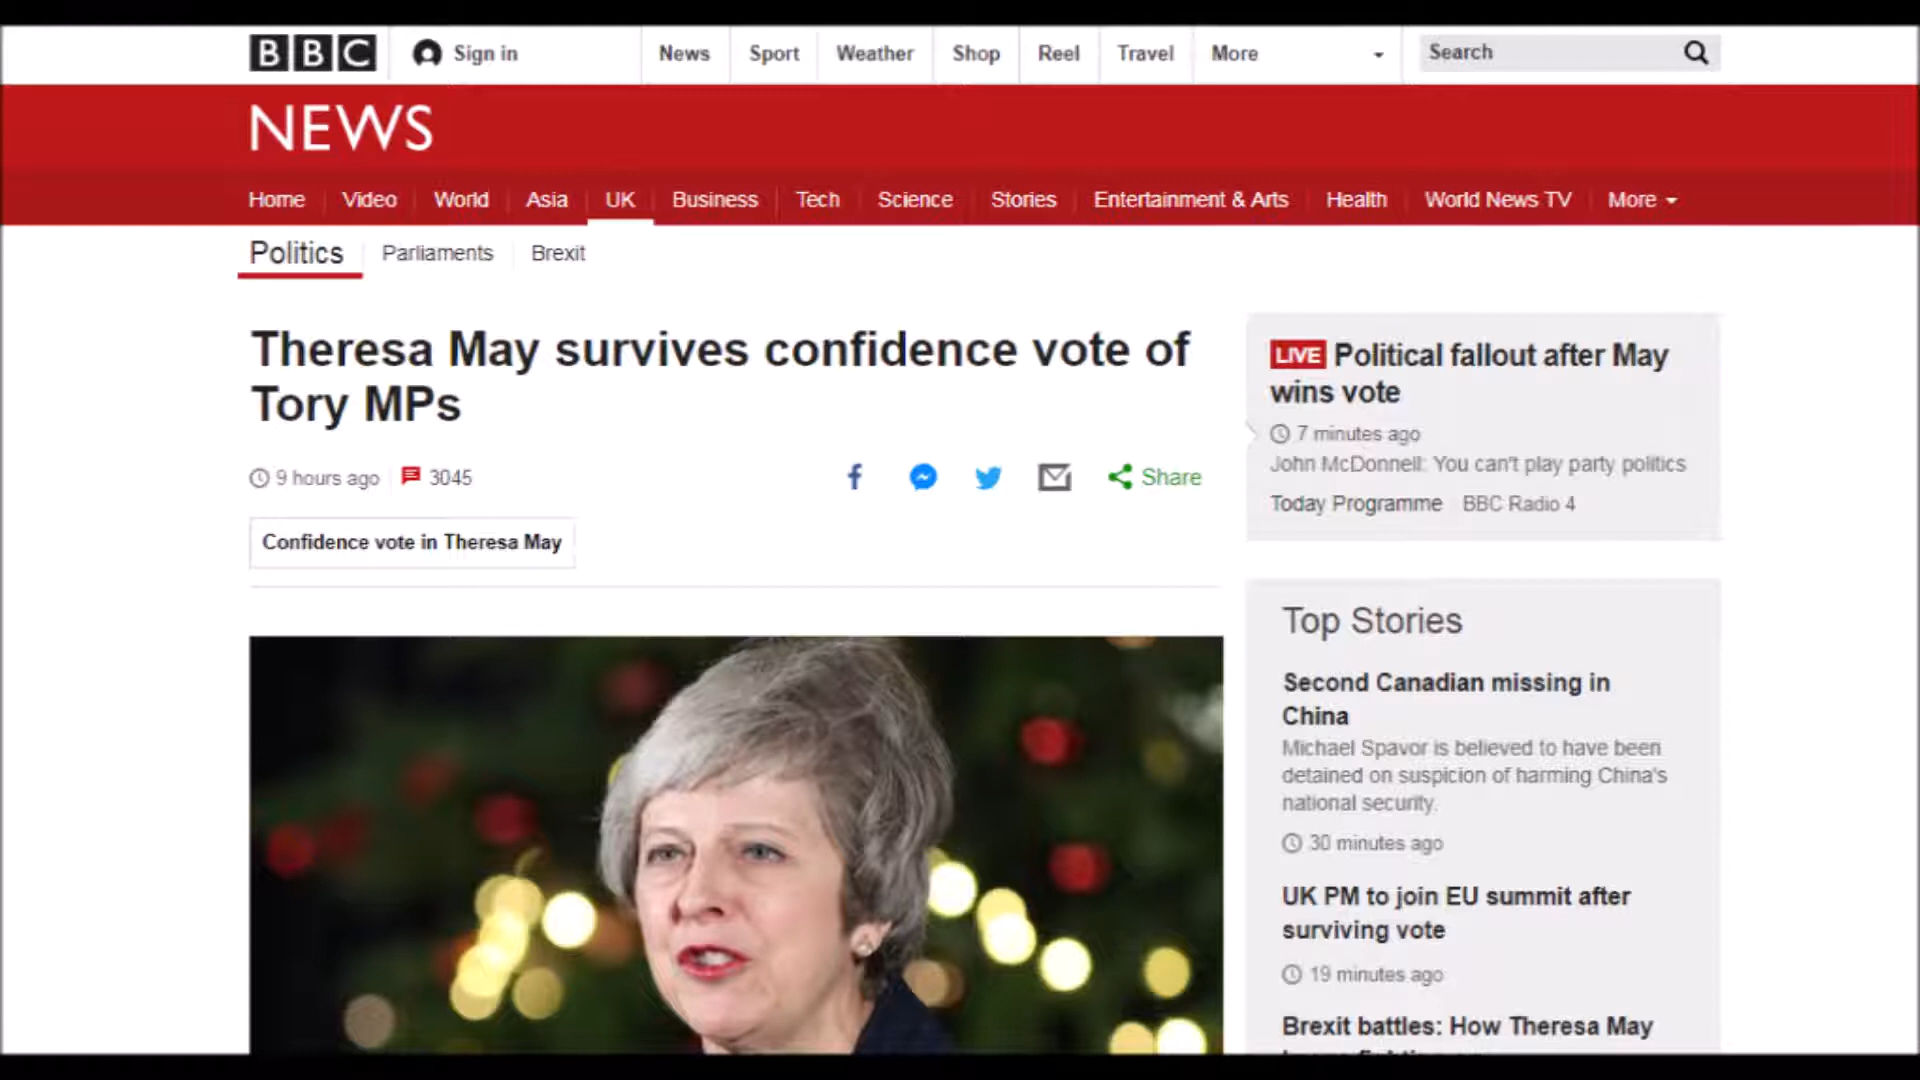 BBC Sign in News Sport Weather Shop Reel Travel More Search
NEWS
Home Video World Asia UK Business Tech Science Stories Entertainment & Arts Health World News TV More
Politics Parliaments Brexit
Theresa May survives confidence vote of
Tory MPs
9 hours ago 3045 Share
Confidence vote in Theresa May
LIVE Political fallout after May
wins vote
7 minutes ago
John McDonnell: You can't play party politics
Today Programme BBC Radio 4
Top Stories
Second Canadian missing in
China
Michael Spavor is believed to have been
detained on suspicion of harming China's
national security.
30 minutes ago
UK PM to join EU summit after
surviving vote
19 minutes ago
Brexit battles: How Theresa May